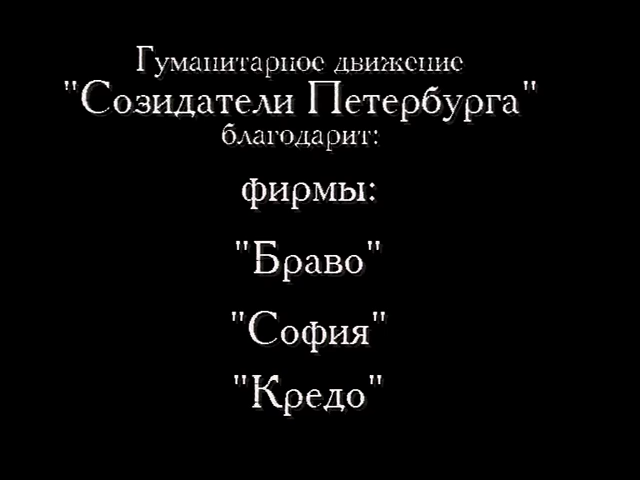 Гуманитарное движение
"Созидатели Петербурга"
благодарит:
фирмы:
"Браво"
"София"
"Кредо"